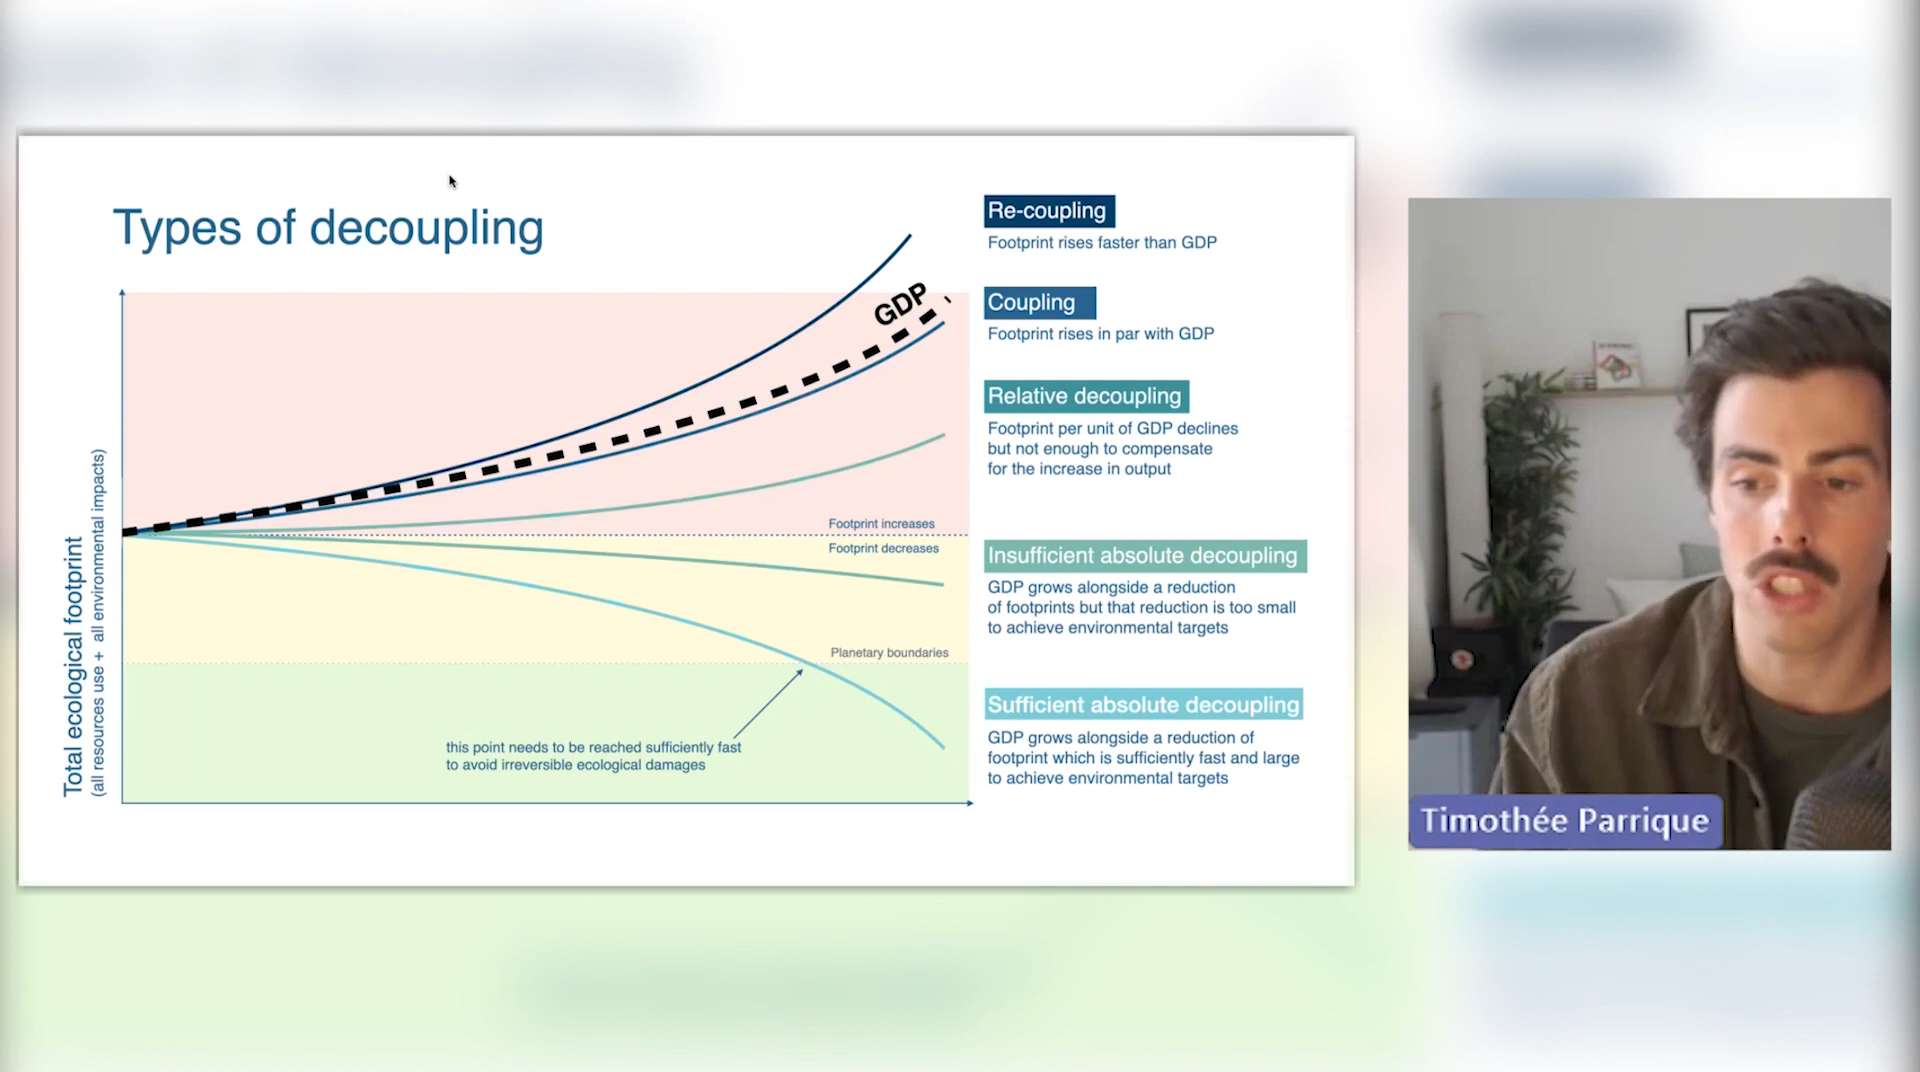 Types of decoupling
Total ecological footprint
(all resources use + all environmental impacts)
GDP
Footprint increases
Footprint decreases
Planetary boundaries
this point needs to be reached sufficiently fast
to avoid irreversible ecological damages
Re-coupling
Footprint rises faster than GDP
Coupling
Footprint rises in par with GDP
Relative decoupling
Footprint per unit of GDP declines
but not enough to compensate
for the increase in output
Insufficient absolute decoupling
GDP grows alongside a reduction
of footprints but that reduction is too small
to achieve environmental targets
Sufficient absolute decoupling
GDP grows alongside a reduction of
footprint which is sufficiently fast and large
to achieve environmental targets
Timothée Parrique